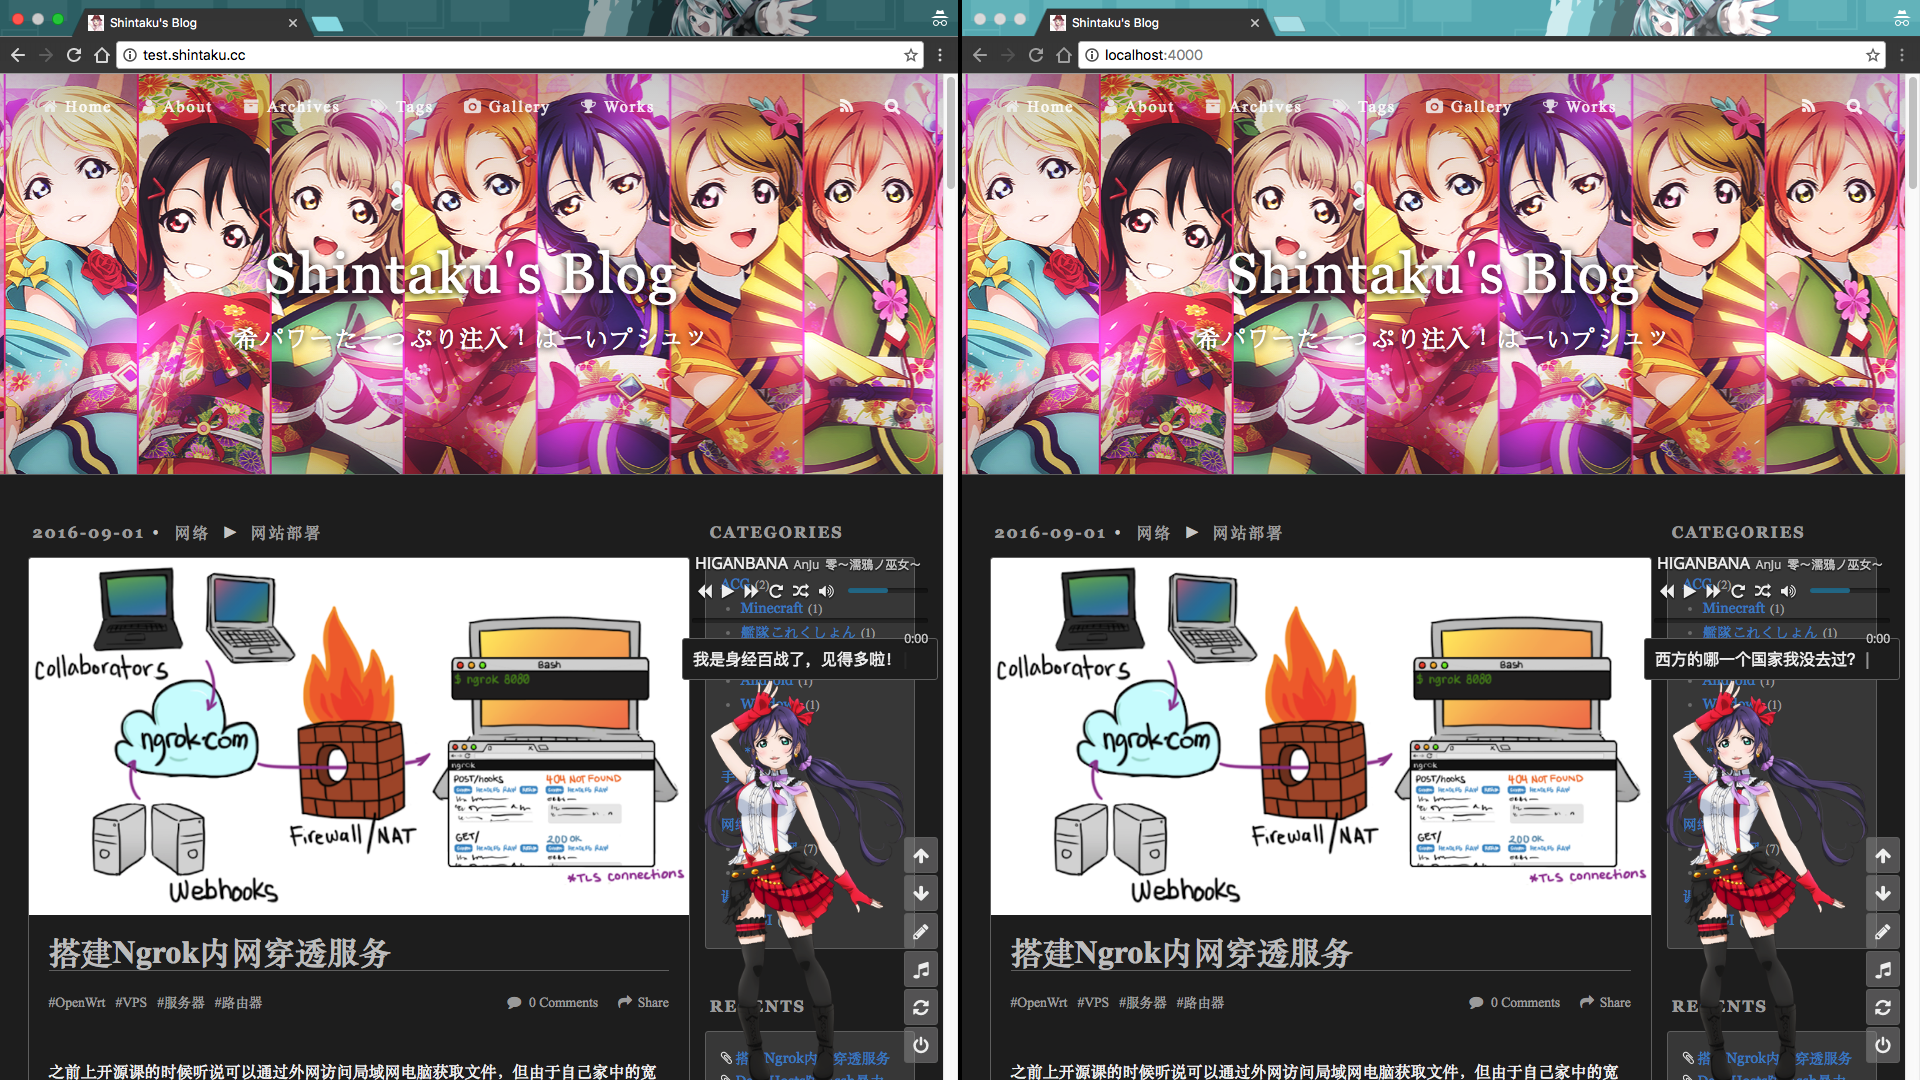 Shintaku's Blog
test.shintaku.cc
Home About Archives Tags Gallery Works
Shintaku's Blog
希パワーたーっぷり注入！はーいプシュッ
2016-09-01 • 网络 ▶ 网站部署
CATEGORIES
HIGANBANA AnJu 零～濡鴉ノ巫女～
ACG (2)
Minecraft (1)
艦隊これくしょん (1)
0:00
我是身经百战了，见得多啦！
Android (1)
(1)
(7)
collaborators
ngrok.com
Firewall/NAT
Webhooks
Bash
$ ngrok 8080
ngrok
POST/hooks
404 NOT FOUND
GET/
200 OK
*TLS connections
搭建Ngrok内网穿透服务
#OpenWrt #VPS #服务器 #路由器
0 Comments Share
RECENTS
搭 Ngrok内 穿透服务
之前上开源课的时候听说可以通过外网访问局域网电脑获取文件，但由于自己家中的宽
Shintaku's Blog
localhost:4000
Home About Archives Tags Gallery Works
Shintaku's Blog
希パワーたーっぷり注入！はーいプシュッ
2016-09-01 • 网络 ▶ 网站部署
CATEGORIES
HIGANBANA AnJu 零～濡鴉ノ巫女～
ACG (2)
Minecraft (1)
艦隊これくしょん (1)
0:00
西方的哪一个国家我没去过？|
Android (1)
(1)
(7)
collaborators
ngrok.com
Firewall/NAT
Webhooks
Bash
$ ngrok 8080
ngrok
POST/hooks
404 NOT FOUND
GET/
200 OK
*TLS connections
搭建Ngrok内网穿透服务
#OpenWrt #VPS #服务器 #路由器
0 Comments Share
RECENTS
搭 Ngrok内 穿透服务
之前上开源课的时候听说可以通过外网访问局域网电脑获取文件，但由于自己家中的宽